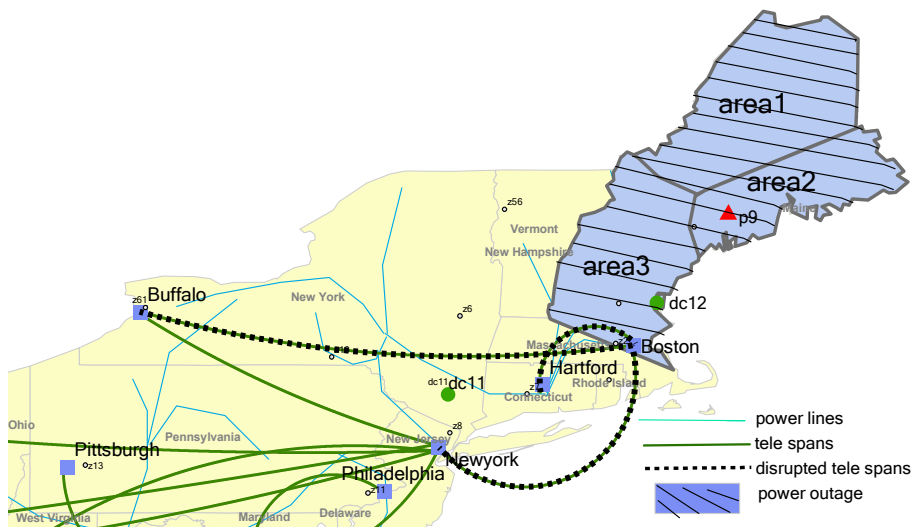 area1
area2
Maine
p9
z56
Vermont
New Hampshire
area3
z61
Buffalo
New York
z6
dc12
Massachusetts
Boston
Hartford
Rhode Island
dc11
dc11
Connecticut
z8
power lines
Ohio
Pennsylvania
New Jersey
tele spans
Pittsburgh
z13
Newyork
disrupted tele spans
Philadelphia
z11
power outage
West Virginia
Maryland
Delaware